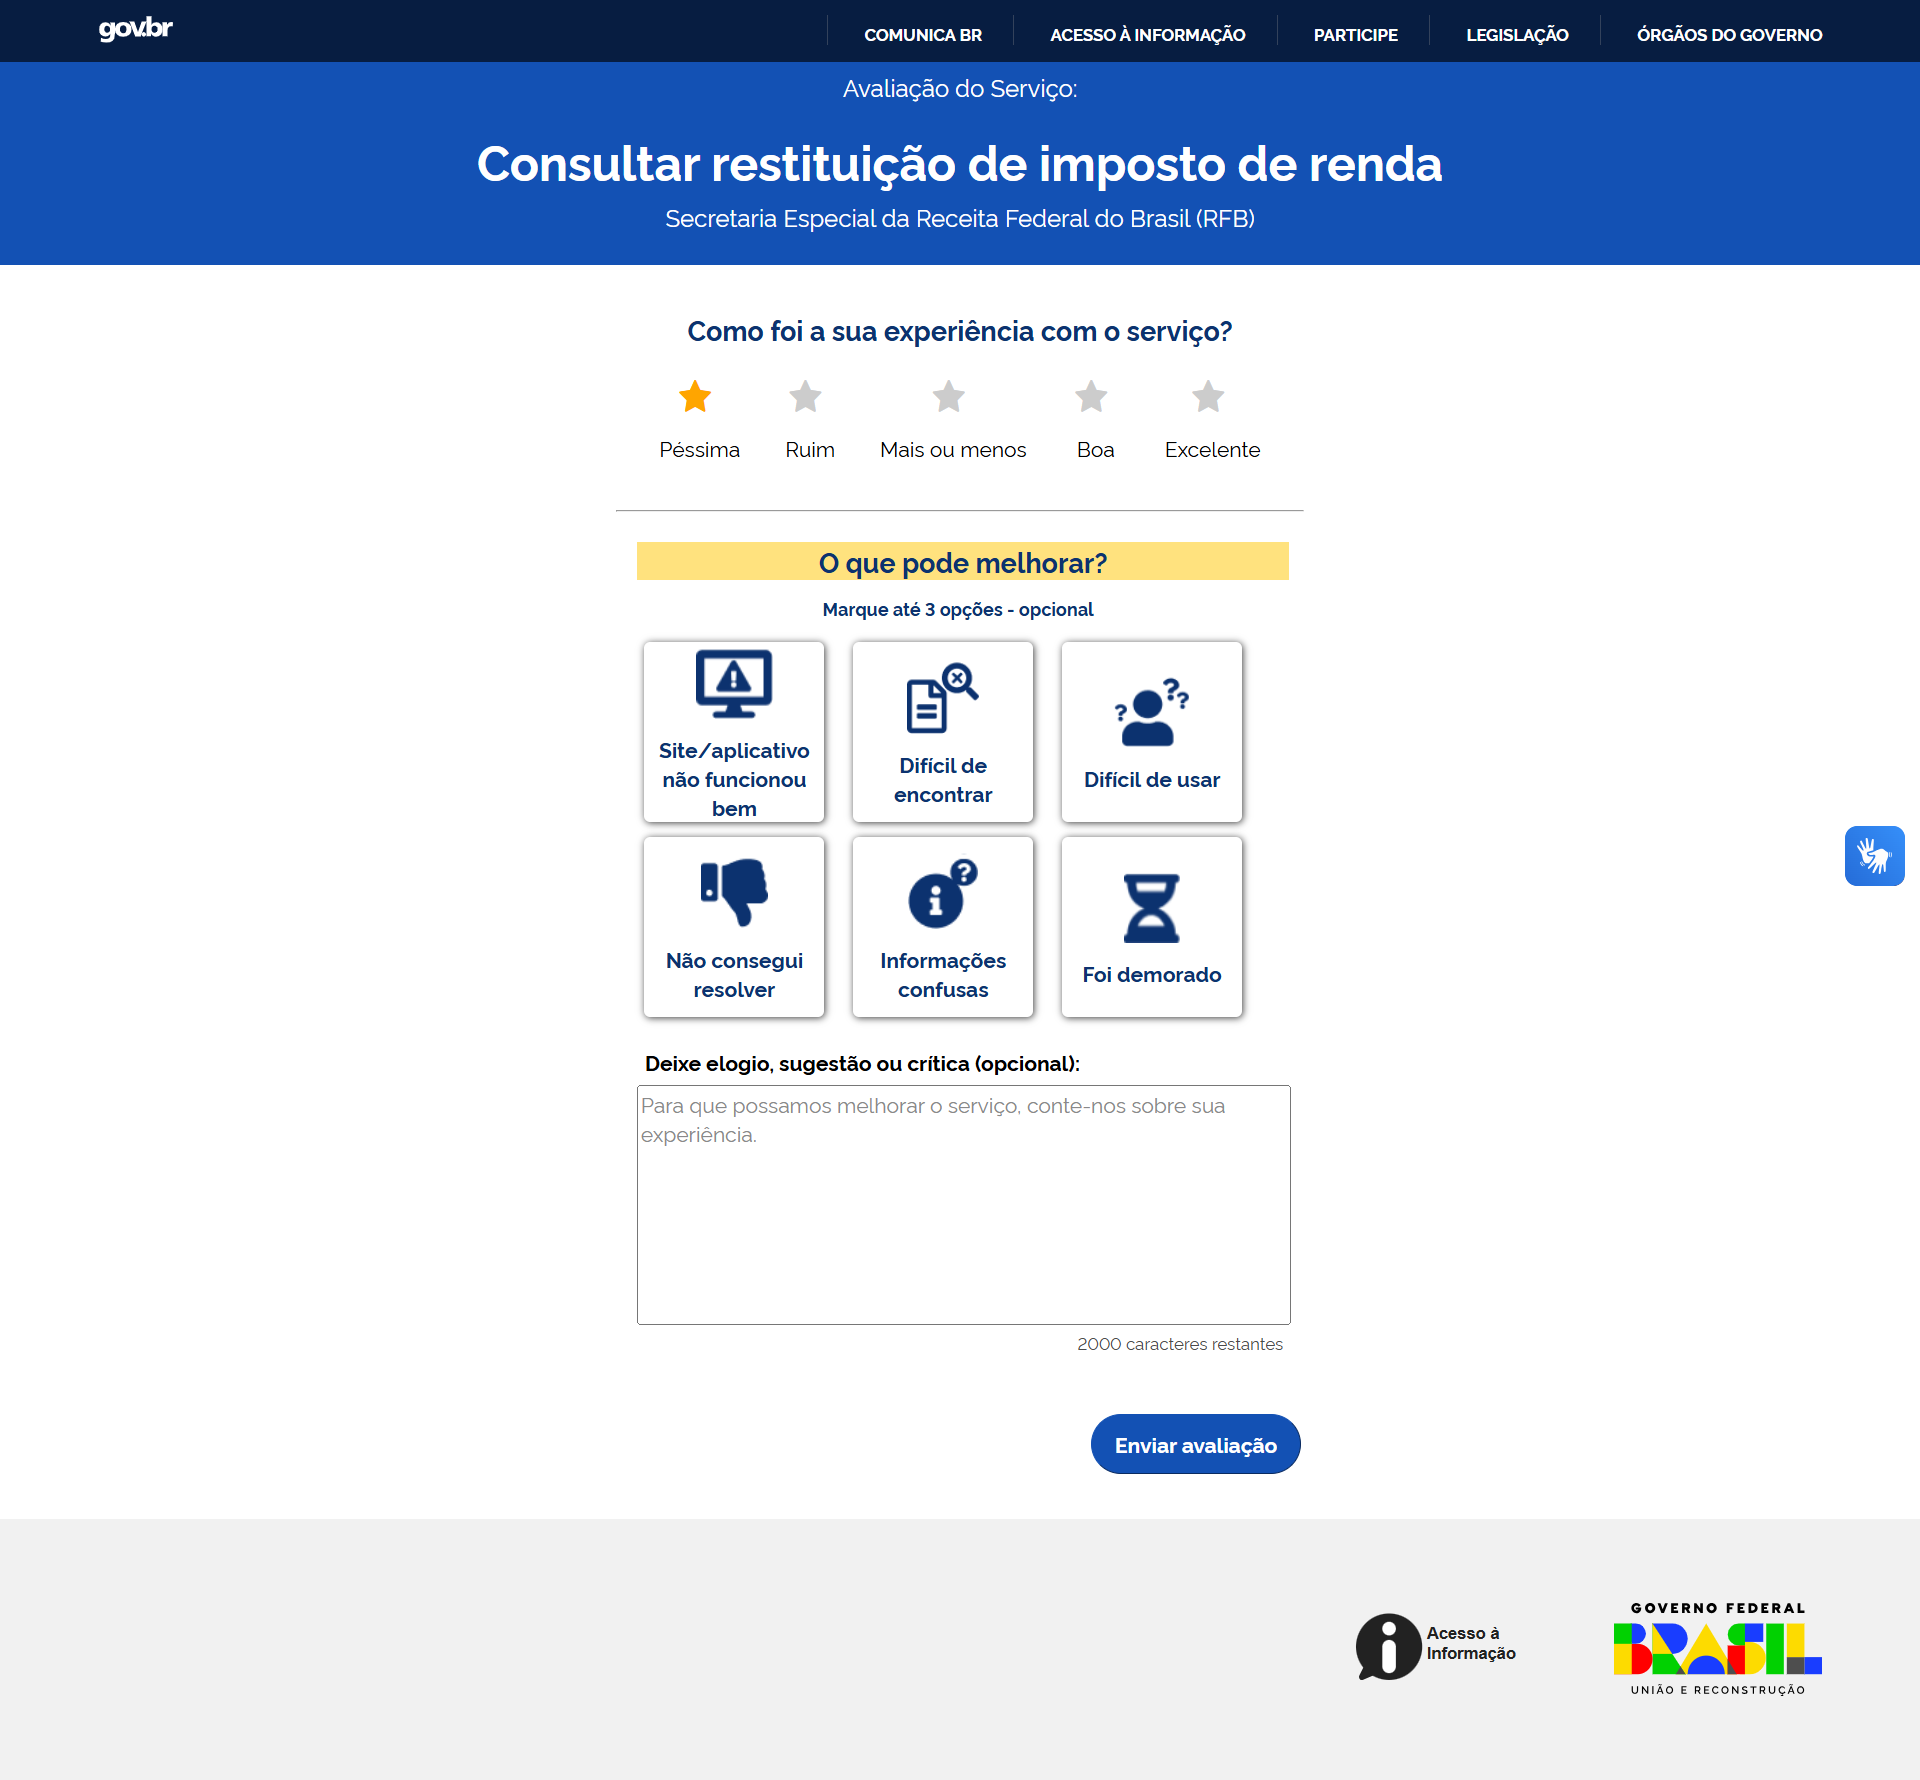 gov.br
COMUNICA BR
ACESSO À INFORMAÇÃO
PARTICIPE
LEGISLAÇÃO
ÓRGÃOS DO GOVERNO
Avaliação do Serviço:
Consultar restituição de imposto de renda
Secretaria Especial da Receita Federal do Brasil (RFB)
Como foi a sua experiência com o serviço?
Péssima
Ruim
Mais ou menos
Boa
Excelente
O que pode melhorar?
Marque até 3 opções - opcional
Site/aplicativo
não funcionou
bem
Difícil de
encontrar
Difícil de usar
Não consegui
resolver
Informações
confusas
Foi demorado
Deixe elogio, sugestão ou crítica (opcional):
Para que possamos melhorar o serviço, conte-nos sobre sua
experiência.
2000 caracteres restantes
Enviar avaliação
Acesso à
Informação
GOVERNO FEDERAL
BRASIL
UNIÃO E RECONSTRUÇÃO